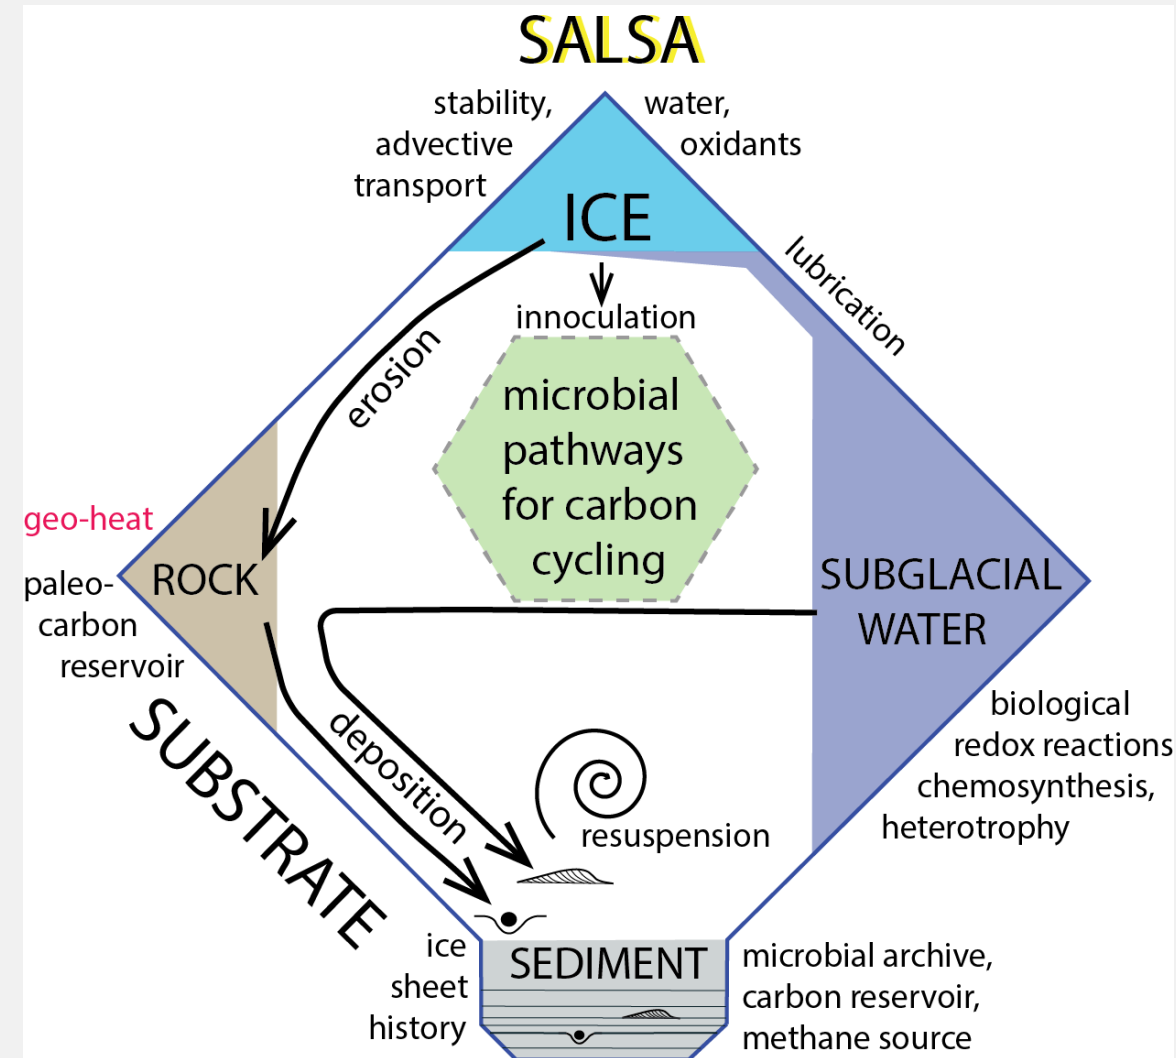 SALSA
stability,
advective
transport
water,
oxidants
ICE
lubrication
innoculation
erosion
microbial
pathways
for carbon
cycling
geo-heat
ROCK
paleo-
carbon
reservoir
SUBGLACIAL
WATER
SUBSTRATE
deposition
resuspension
biological
redox reactions
chemosynthesis,
heterotrophy
ice
sheet
history
SEDIMENT
microbial archive,
carbon reservoir,
methane source